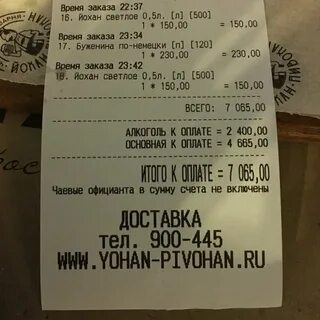 Время заказа 22:37
16. Йохан светлое 0,5л. [л] [500]
1 * 150,00 = 150,00
Время заказа 23:34
17. Буженина по-немецки [п] [120]
1 * 230,00 = 230,00
Время заказа 23:42
18. Йохан светлое 0,5л. [л] [500]
1 * 150,00 = 150,00
ВСЕГО: 7 065,00
АЛКОГОЛЬ К ОПЛАТЕ = 2 400,00
ОСНОВНАЯ К ОПЛАТЕ = 4 665,00
ИТОГО К ОПЛАТЕ = 7 065,00
Чаевые официанта в сумму счета не включены
ДОСТАВКА
тел. 900-445
WWW.YOHAN-PIVOHAN.RU